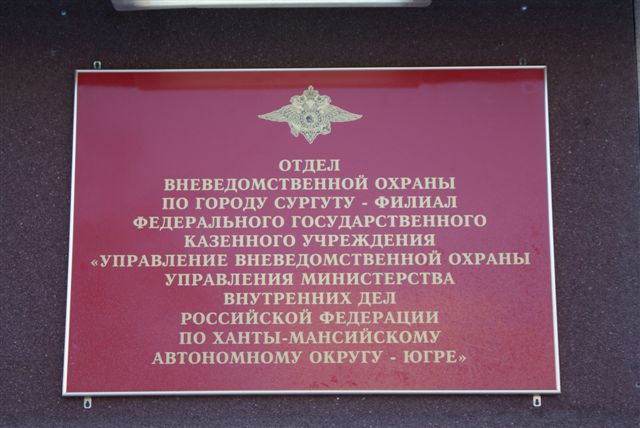 ОТДЕЛ
ВНЕВЕДОМСТВЕННОЙ ОХРАНЫ
ПО ГОРОДУ СУРГУТУ - ФИЛИАЛ
ФЕДЕРАЛЬНОГО ГОСУДАРСТВЕННОГО
КАЗЕННОГО УЧРЕЖДЕНИЯ
«УПРАВЛЕНИЕ ВНЕВЕДОМСТВЕННОЙ ОХРАНЫ
УПРАВЛЕНИЯ МИНИСТЕРСТВА
ВНУТРЕННИХ ДЕЛ
РОССИЙСКОЙ ФЕДЕРАЦИИ
ПО ХАНТЫ-МАНСИЙСКОМУ
АВТОНОМНОМУ ОКРУГУ - ЮГРЕ»